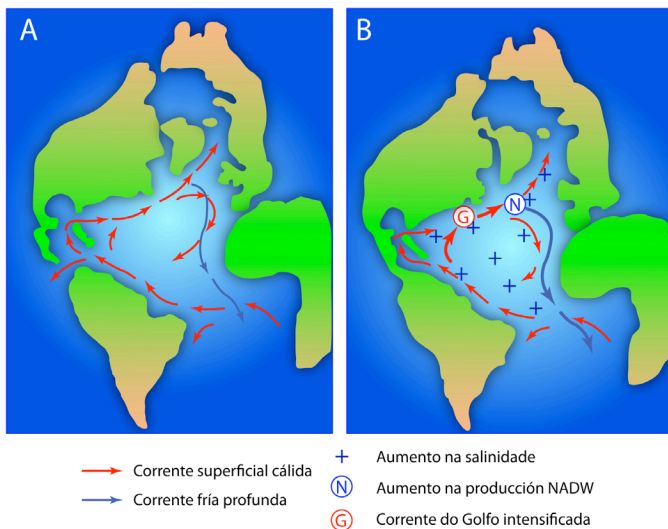 A
B
G
N
Corrente superficial cálida
Corrente fría profunda
Aumento na salinidade
N Aumento na producción NADW
G Corrente do Golfo intensificada